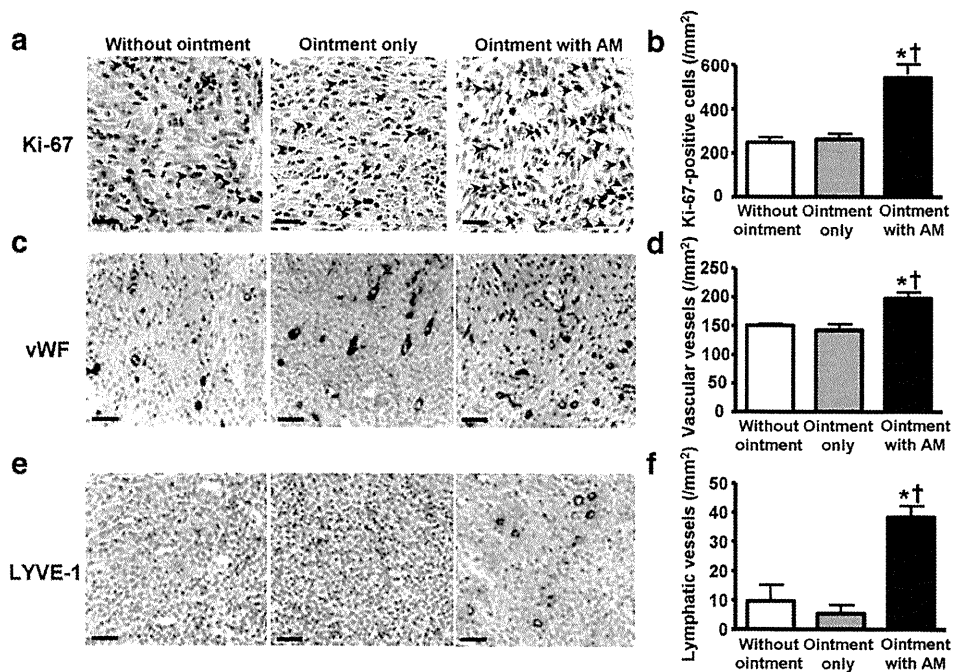 a
Without ointment
Ointment only
Ointment with AM
Ki-67
b
Ki-67-positive cells (/mm²)
600
400
200
0
*†
Without ointment
Ointment only
Ointment with AM
c
vWF
d
Vascular vessels (/mm²)
250
200
150
100
50
0
*†
Without ointment
Ointment only
Ointment with AM
e
LYVE-1
f
Lymphatic vessels (/mm²)
50
40
30
20
10
0
*†
Without ointment
Ointment only
Ointment with AM